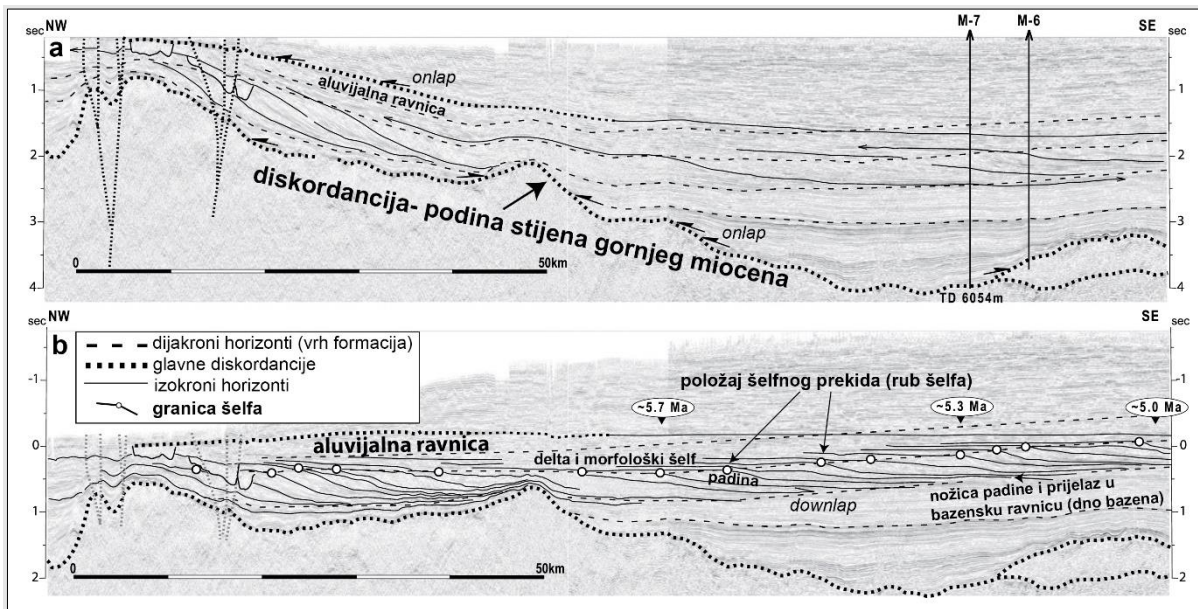 NW
M-7
M-6
SE
sec
a
sec
onlap
aluvijalna ravnica
1
1
2
2
diskordancija- podina stijena gornjeg miocena
3
onlap
3
0
50km
4
TD 6054m
4
sec
NW
SE
sec
b
dijakroni horizonti (vrh formacija)
glavne diskordancije
izokroni horizonti
granica šelfa
položaj šelfnog prekida (rub šelfa)
-1
~5.7 Ma
~5.3 Ma
~5.0 Ma
-1
0
aluvijalna ravnica
0
delta i morfološki šelf
padina
nožica padine i prijelaz u
bazensku ravnicu (dno bazena)
downlap
1
1
0
50km
2
2